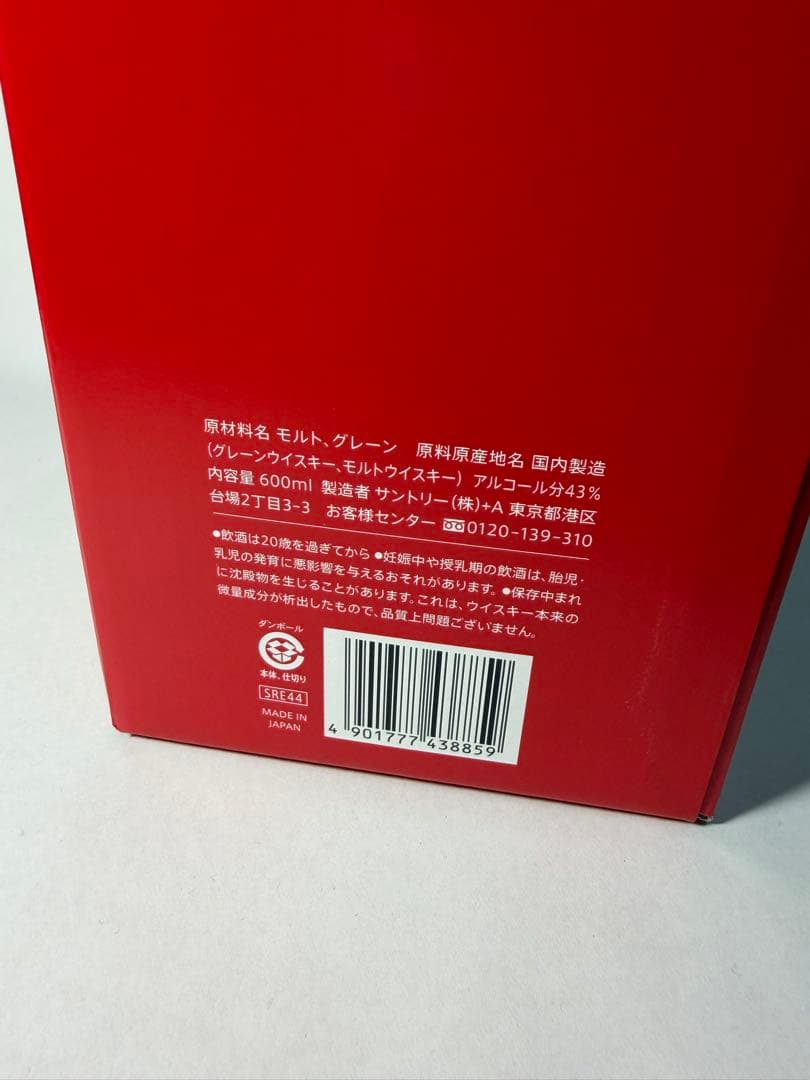 原材料名 モルト、グレーン 原料原産地名 国内製造
(グレーンウイスキー、モルトウイスキー) アルコール分43%
内容量 600ml 製造者 サントリー(株)+A 東京都港区
台場2丁目3-3 お客様センター 0120-139-310
●飲酒は20歳を過ぎてから ●妊娠中や授乳期の飲酒は、胎児・
乳児の発育に悪影響を与えるおそれがあります。 ●保存中まれ
に沈殿物を生じることがあります。これは、ウイスキー本来の
微量成分が析出したもので、品質上問題ございません。
ダンボール
本体、仕切り
SRE44
MADE IN
JAPAN
4 901777 438859